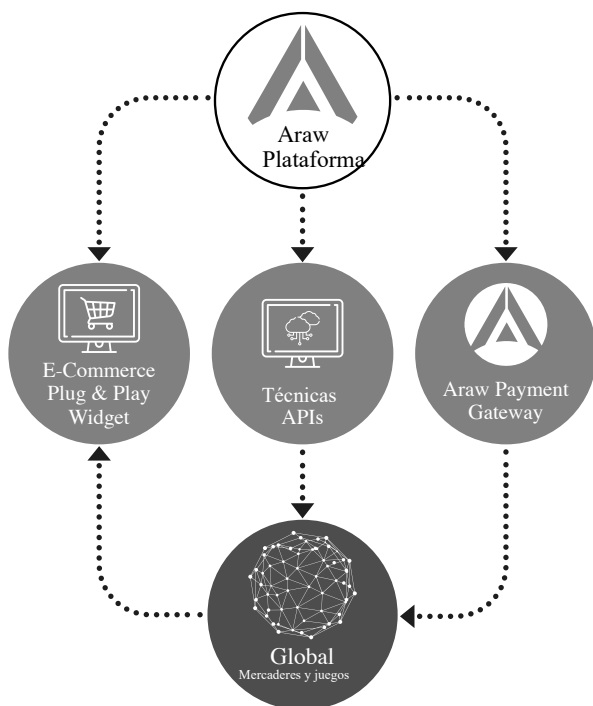 Araw
Plataforma
E-Commerce
Plug & Play
Widget
Técnicas
APIs
Araw Payment
Gateway
Global
Mercaderes y juegos